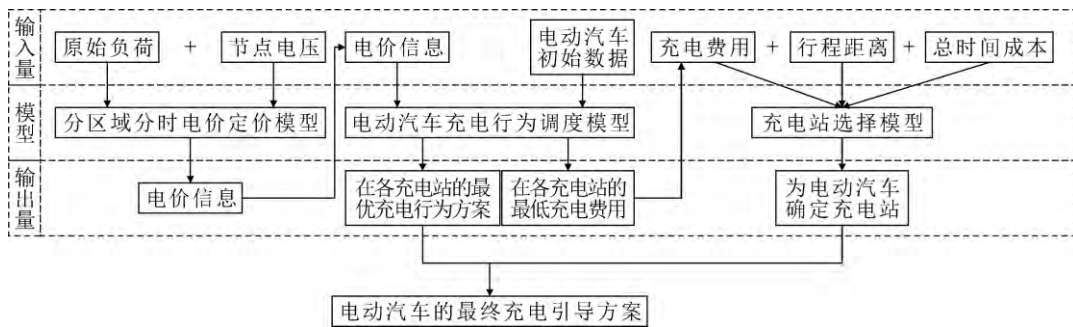 输入量
原始负荷 + 节点电压
电价信息
电动汽车
初始数据
充电费用 + 行程距离 + 总时间成本
模型
分区域分时电价定价模型
电动汽车充电行为调度模型
充电站选择模型
输出量
电价信息
在各充电站的最
优充电行为方案
在各充电站的
最低充电费用
为电动汽车
确定充电站
电动汽车的最终充电引导方案